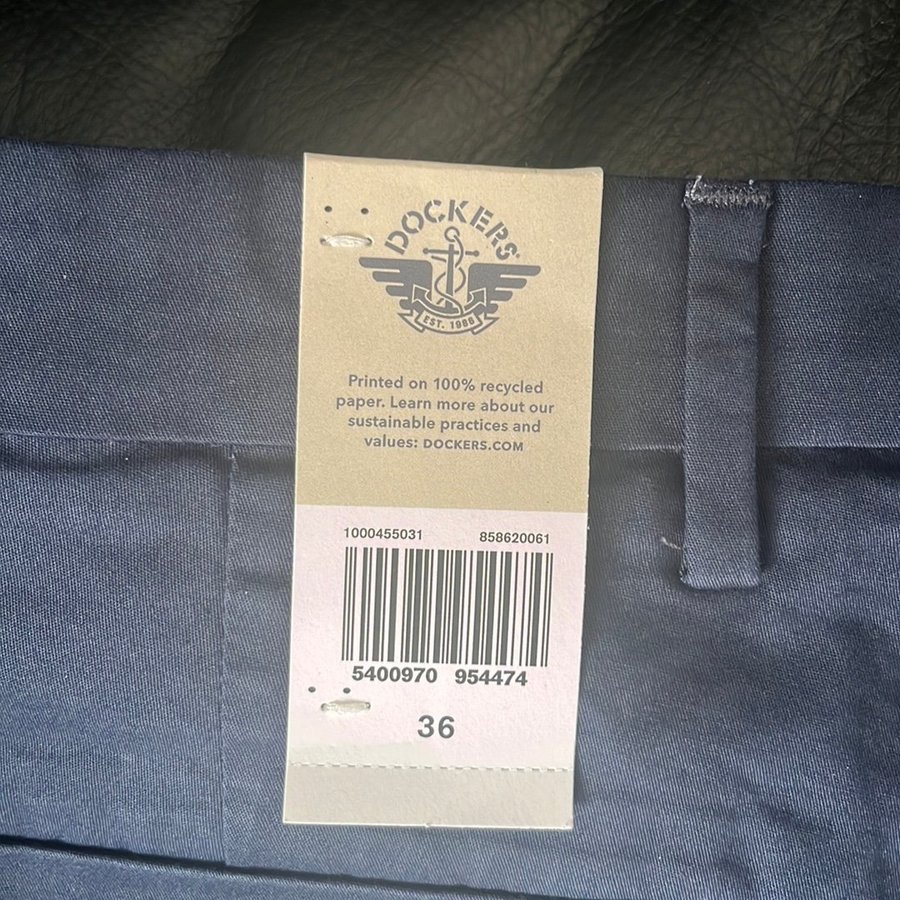 DOCKERS
EST. 1986
Printed on 100% recycled
paper. Learn more about our
sustainable practices and
values: DOCKERS.COM
1000455031 858620061
5400970 954474
36